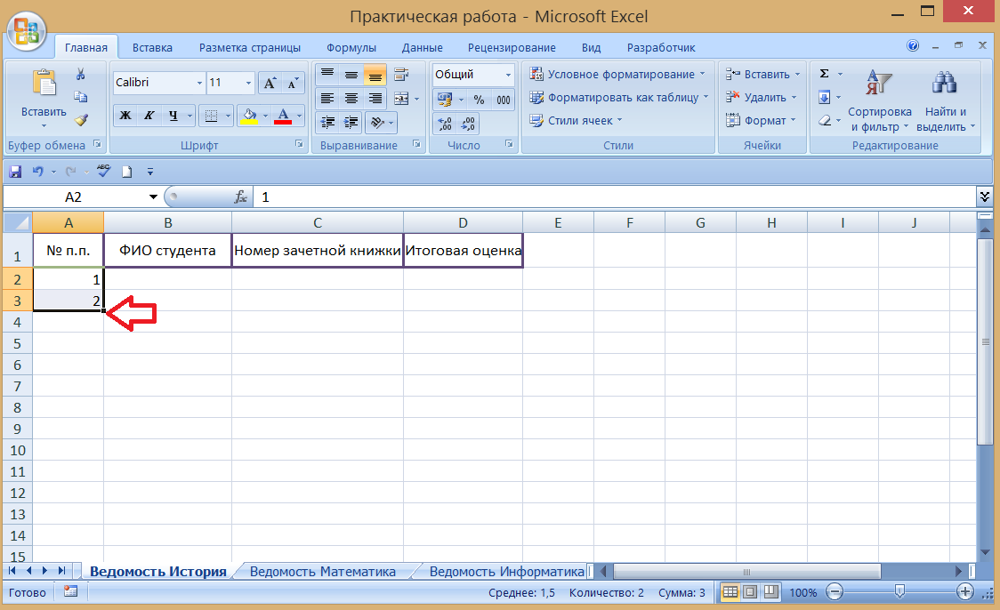 Практическая работа - Microsoft Excel
Главная Вставка Разметка страницы Формулы Данные Рецензирование Вид Разработчик
Вставить
Буфер обмена
Calibri 11
Ж К Ч А
Шрифт
Выравнивание
Общий
% 000
Число
Условное форматирование
Форматировать как таблицу
Стили ячеек
Стили
Вставить
Удалить
Формат
Ячейки
Σ
Сортировка и фильтр
Найти и выделить
Редактирование
A2 fx 1
A B C D E F G H I J
1 № п.п. ФИО студента Номер зачетной книжки Итоговая оценка
2 1
3 2
4
5
6
7
8
9
10
11
12
13
14
15
Ведомость История Ведомость Математика Ведомость Информатика
Готово Среднее: 1,5 Количество: 2 Сумма: 3 100%